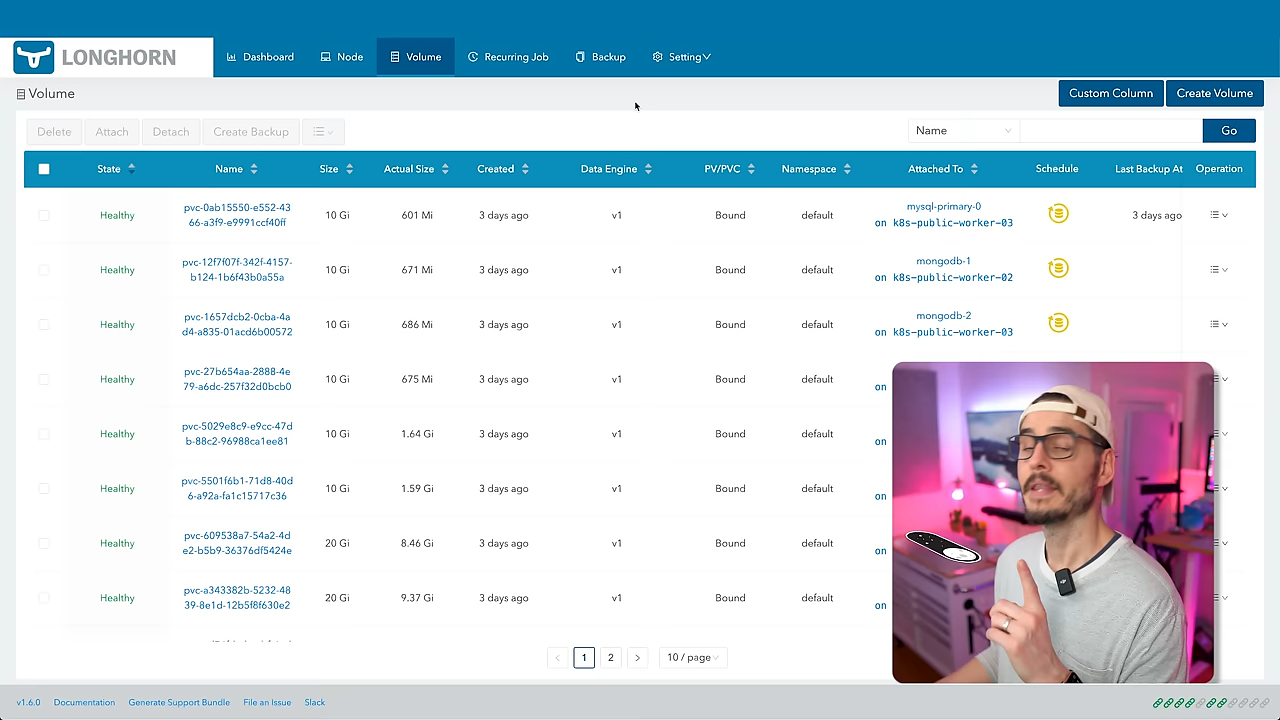 LONGHORN
Dashboard
Node
Volume
Recurring Job
Backup
Setting
Volume
Custom Column
Create Volume
Delete
Attach
Detach
Create Backup
Name
Go
State
Name
Size
Actual Size
Created
Data Engine
PV/PVC
Namespace
Attached To
Schedule
Last Backup At
Operation
Healthy
pvc-0ab15550-e552-43
66-a3f9-e9991ccf40ff
10 Gi
601 Mi
3 days ago
v1
Bound
default
mysql-primary-0
on k8s-public-worker-03
3 days ago
Healthy
pvc-12f7f07f-342f-4157-
b124-1b6f43b0a55a
10 Gi
671 Mi
3 days ago
v1
Bound
default
mongodb-1
on k8s-public-worker-02
Healthy
pvc-1657dcb2-0cba-4a
d4-a835-01acd6b00572
10 Gi
686 Mi
3 days ago
v1
Bound
default
mongodb-2
on k8s-public-worker-03
Healthy
pvc-27b654aa-2888-4e
79-a6dc-257f32d0bcb0
10 Gi
675 Mi
3 days ago
v1
Bound
default
on
Healthy
pvc-5029e8c9-e9cc-47d
b-88c2-96988ca1ee81
10 Gi
1.64 Gi
3 days ago
v1
Bound
default
on
Healthy
pvc-5501f6b1-71d8-40d
6-a92a-fa1c15717c36
10 Gi
1.59 Gi
3 days ago
v1
Bound
default
on
Healthy
pvc-609538a7-54a2-4d
e2-b5b9-36376df5424e
20 Gi
8.46 Gi
3 days ago
v1
Bound
default
on
Healthy
pvc-a343382b-5232-48
39-8e1d-12b5f8f630e2
20 Gi
9.37 Gi
3 days ago
v1
Bound
default
on
1
2
10 / page
v1.6.0
Documentation
Generate Support Bundle
File an Issue
Slack